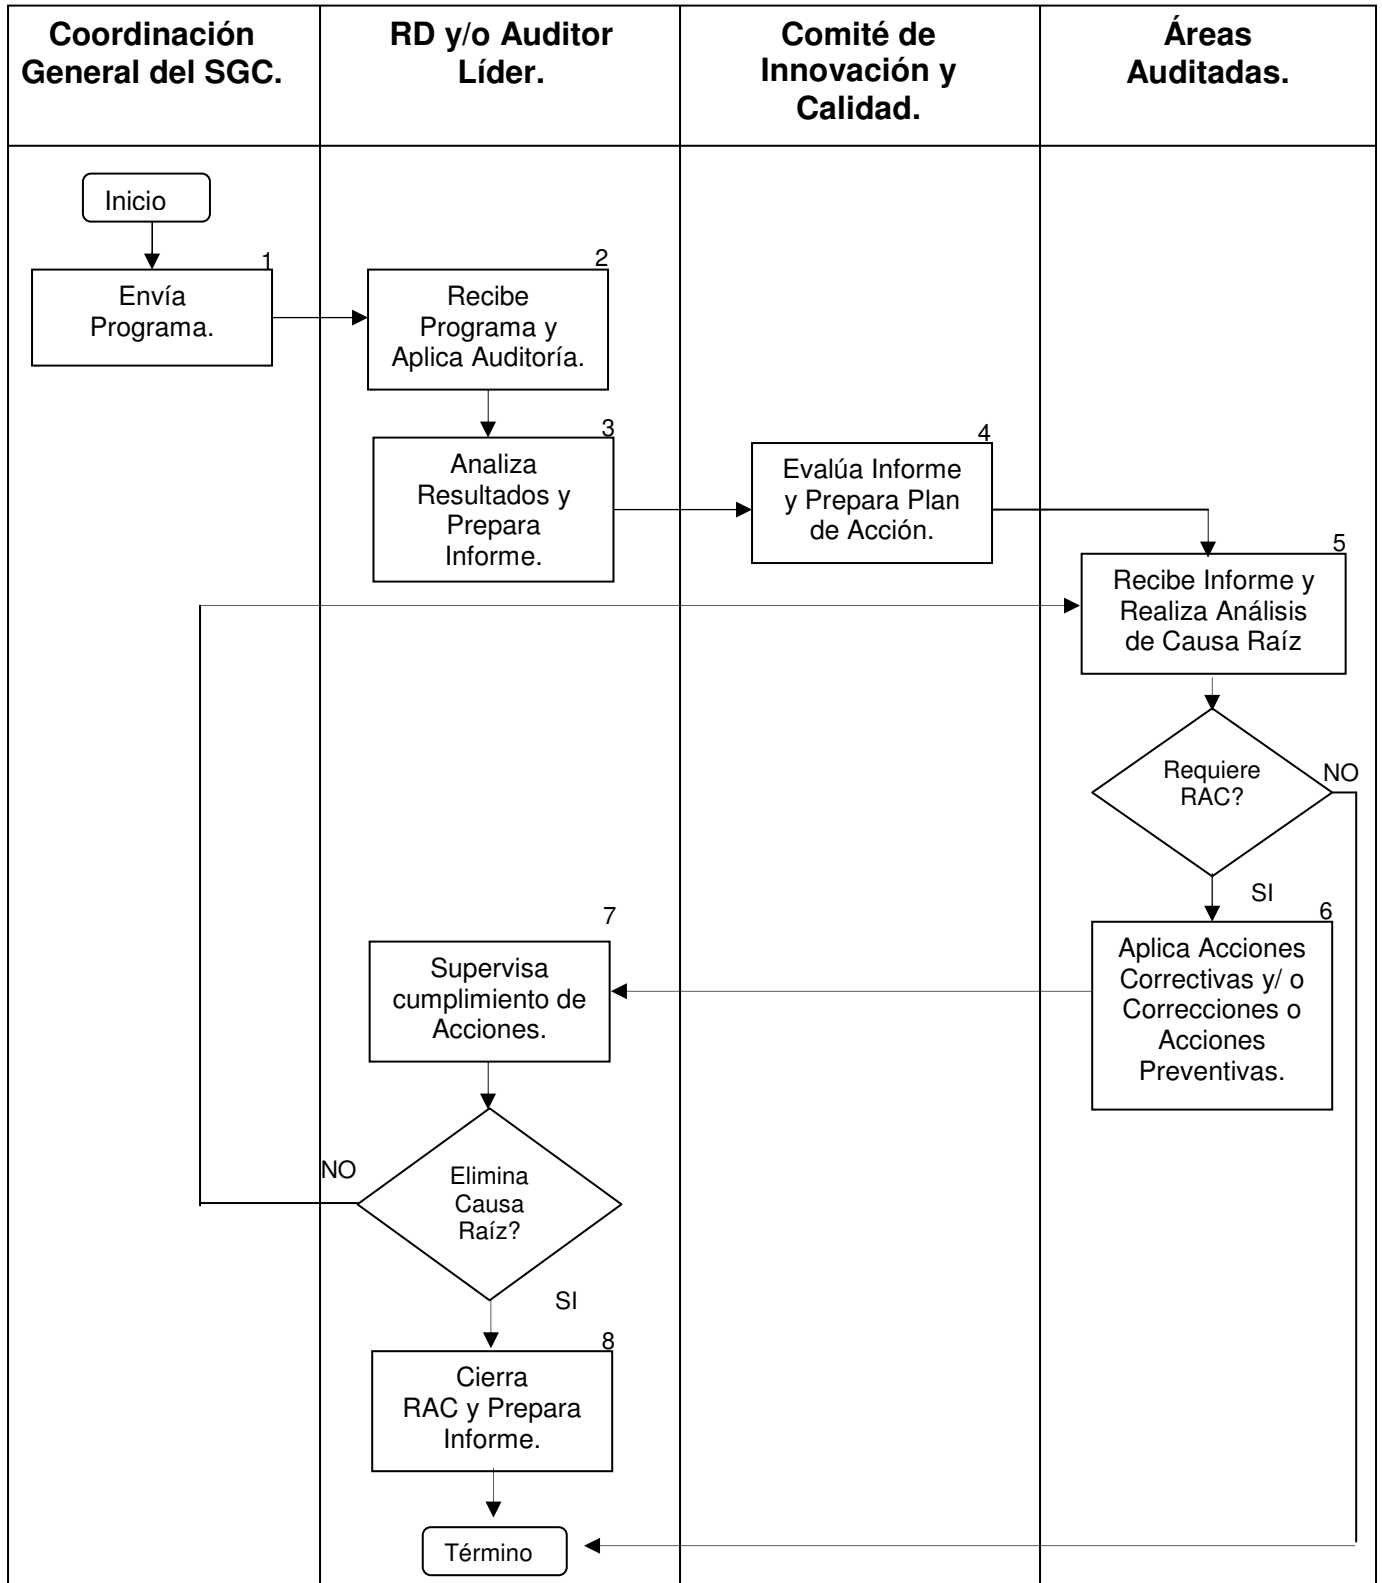 Coordinación
General del SGC.
RD y/o Auditor
Líder.
Comité de
Innovación y
Calidad.
Áreas
Auditadas.
Inicio
1
Envía
Programa.
2
Recibe
Programa y
Aplica Auditoría.
3
Analiza
Resultados y
Prepara
Informe.
4
Evalúa Informe
y Prepara Plan
de Acción.
5
Recibe Informe y
Realiza Análisis
de Causa Raíz
Requiere
RAC?
NO
SI
6
Aplica Acciones
Correctivas y/ o
Correcciones o
Acciones
Preventivas.
7
Supervisa
cumplimiento de
Acciones.
NO
Elimina
Causa
Raíz?
SI
8
Cierra
RAC y Prepara
Informe.
Término